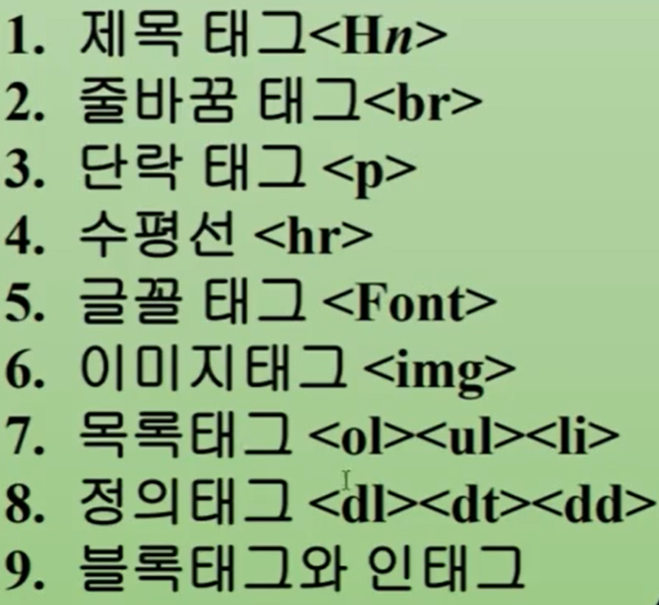 1. 제목 태그<Hn>
2. 줄바꿈 태그<br>
3. 단락 태그 <p>
4. 수평선 <hr>
5. 글꼴 태그 <Font>
6. 이미지태그 <img>
7. 목록태그 <ol><ul><li>
8. 정의태그 <dl><dt><dd>
9. 블록태그와 인태그